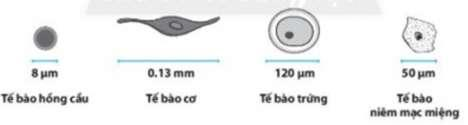 8 µm
0.13 mm
120 µm
50 µm
Tế bào hồng cầu
Tế bào cơ
Tế bào trứng
Tế bào
niêm mạc miệng